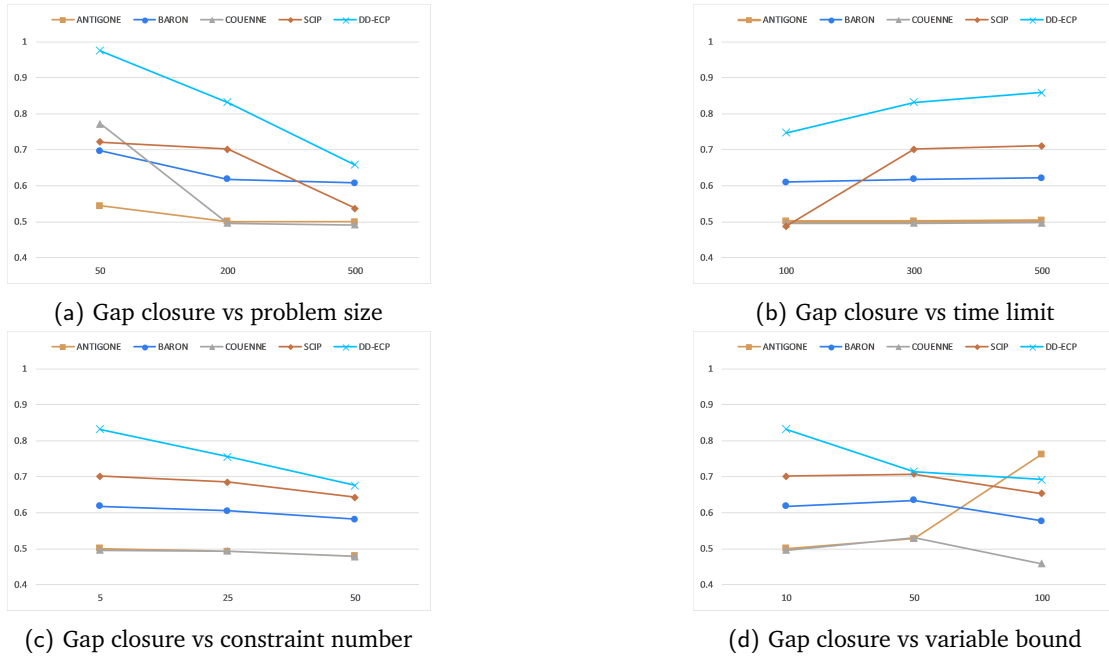 ANTIGONE BARON COUENNE SCIP DD-ECP
1
0.9
0.8
0.7
0.6
0.5
0.4
50 200 500
(a) Gap closure vs problem size
ANTIGONE BARON COUENNE SCIP DD-ECP
1
0.9
0.8
0.7
0.6
0.5
0.4
100 300 500
(b) Gap closure vs time limit
ANTIGONE BARON COUENNE SCIP DD-ECP
1
0.9
0.8
0.7
0.6
0.5
0.4
5 25 50
(c) Gap closure vs constraint number
ANTIGONE BARON COUENNE SCIP DD-ECP
1
0.9
0.8
0.7
0.6
0.5
0.4
10 50 100
(d) Gap closure vs variable bound